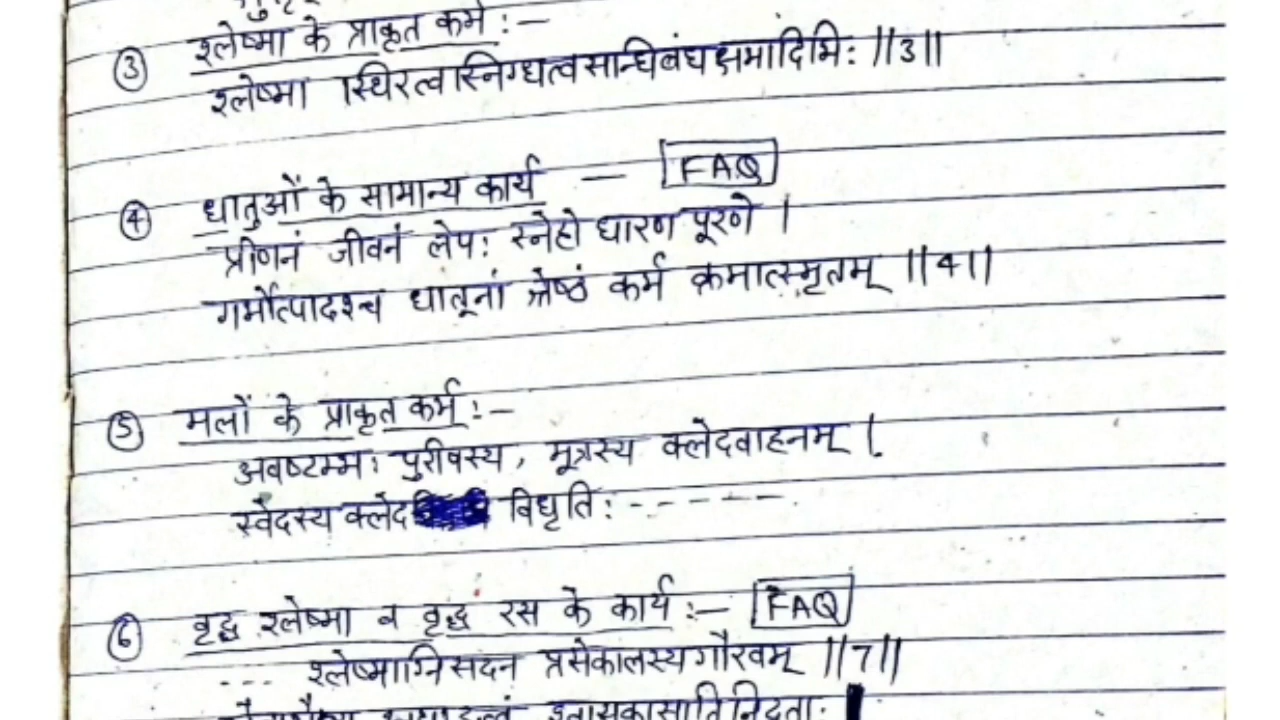 ③ श्लेष्मा के प्राकृत कर्म :—
श्लेष्मा स्थिरत्वस्निग्धत्वसान्धिबंधक्षमादिभिः ||3||
④ धातुओं के सामान्य कार्य — FAQ
प्रीणनं जीवनं लेपः स्नेहो धारण पूरणे |
गर्भोत्पादश्च धातूनां श्रेष्ठं कर्म क्रमात्स्मृतम् ||4||
⑤ मलों के प्राकृत कर्म :—
अवष्टम्भः पुरीषस्य, मूत्रस्य क्लेदवाहनम् |
स्वेदस्य क्लेद विधृतिः - - - - - -
⑥ वृद्ध श्लेष्मा व वृद्ध रस के कार्य :— FAQ
... श्लेष्माग्निसदन प्रसेकालस्यगौरवम् ||7||